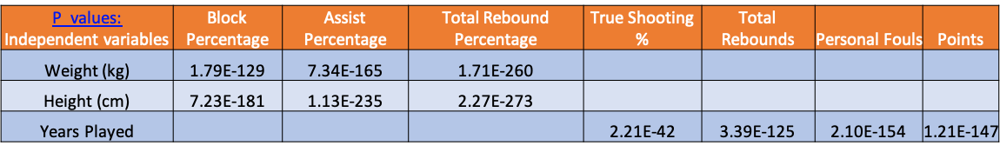 P values: Block Assist Total Rebound True Shooting Total
Independent variables Percentage Percentage Percentage % Rebounds Personal Fouls Points
Weight (kg) 1.79E-129 7.34E-165 1.71E-260
Height (cm) 7.23E-181 1.13E-235 2.27E-273
Years Played 2.21E-42 3.39E-125 2.10E-154 1.21E-147